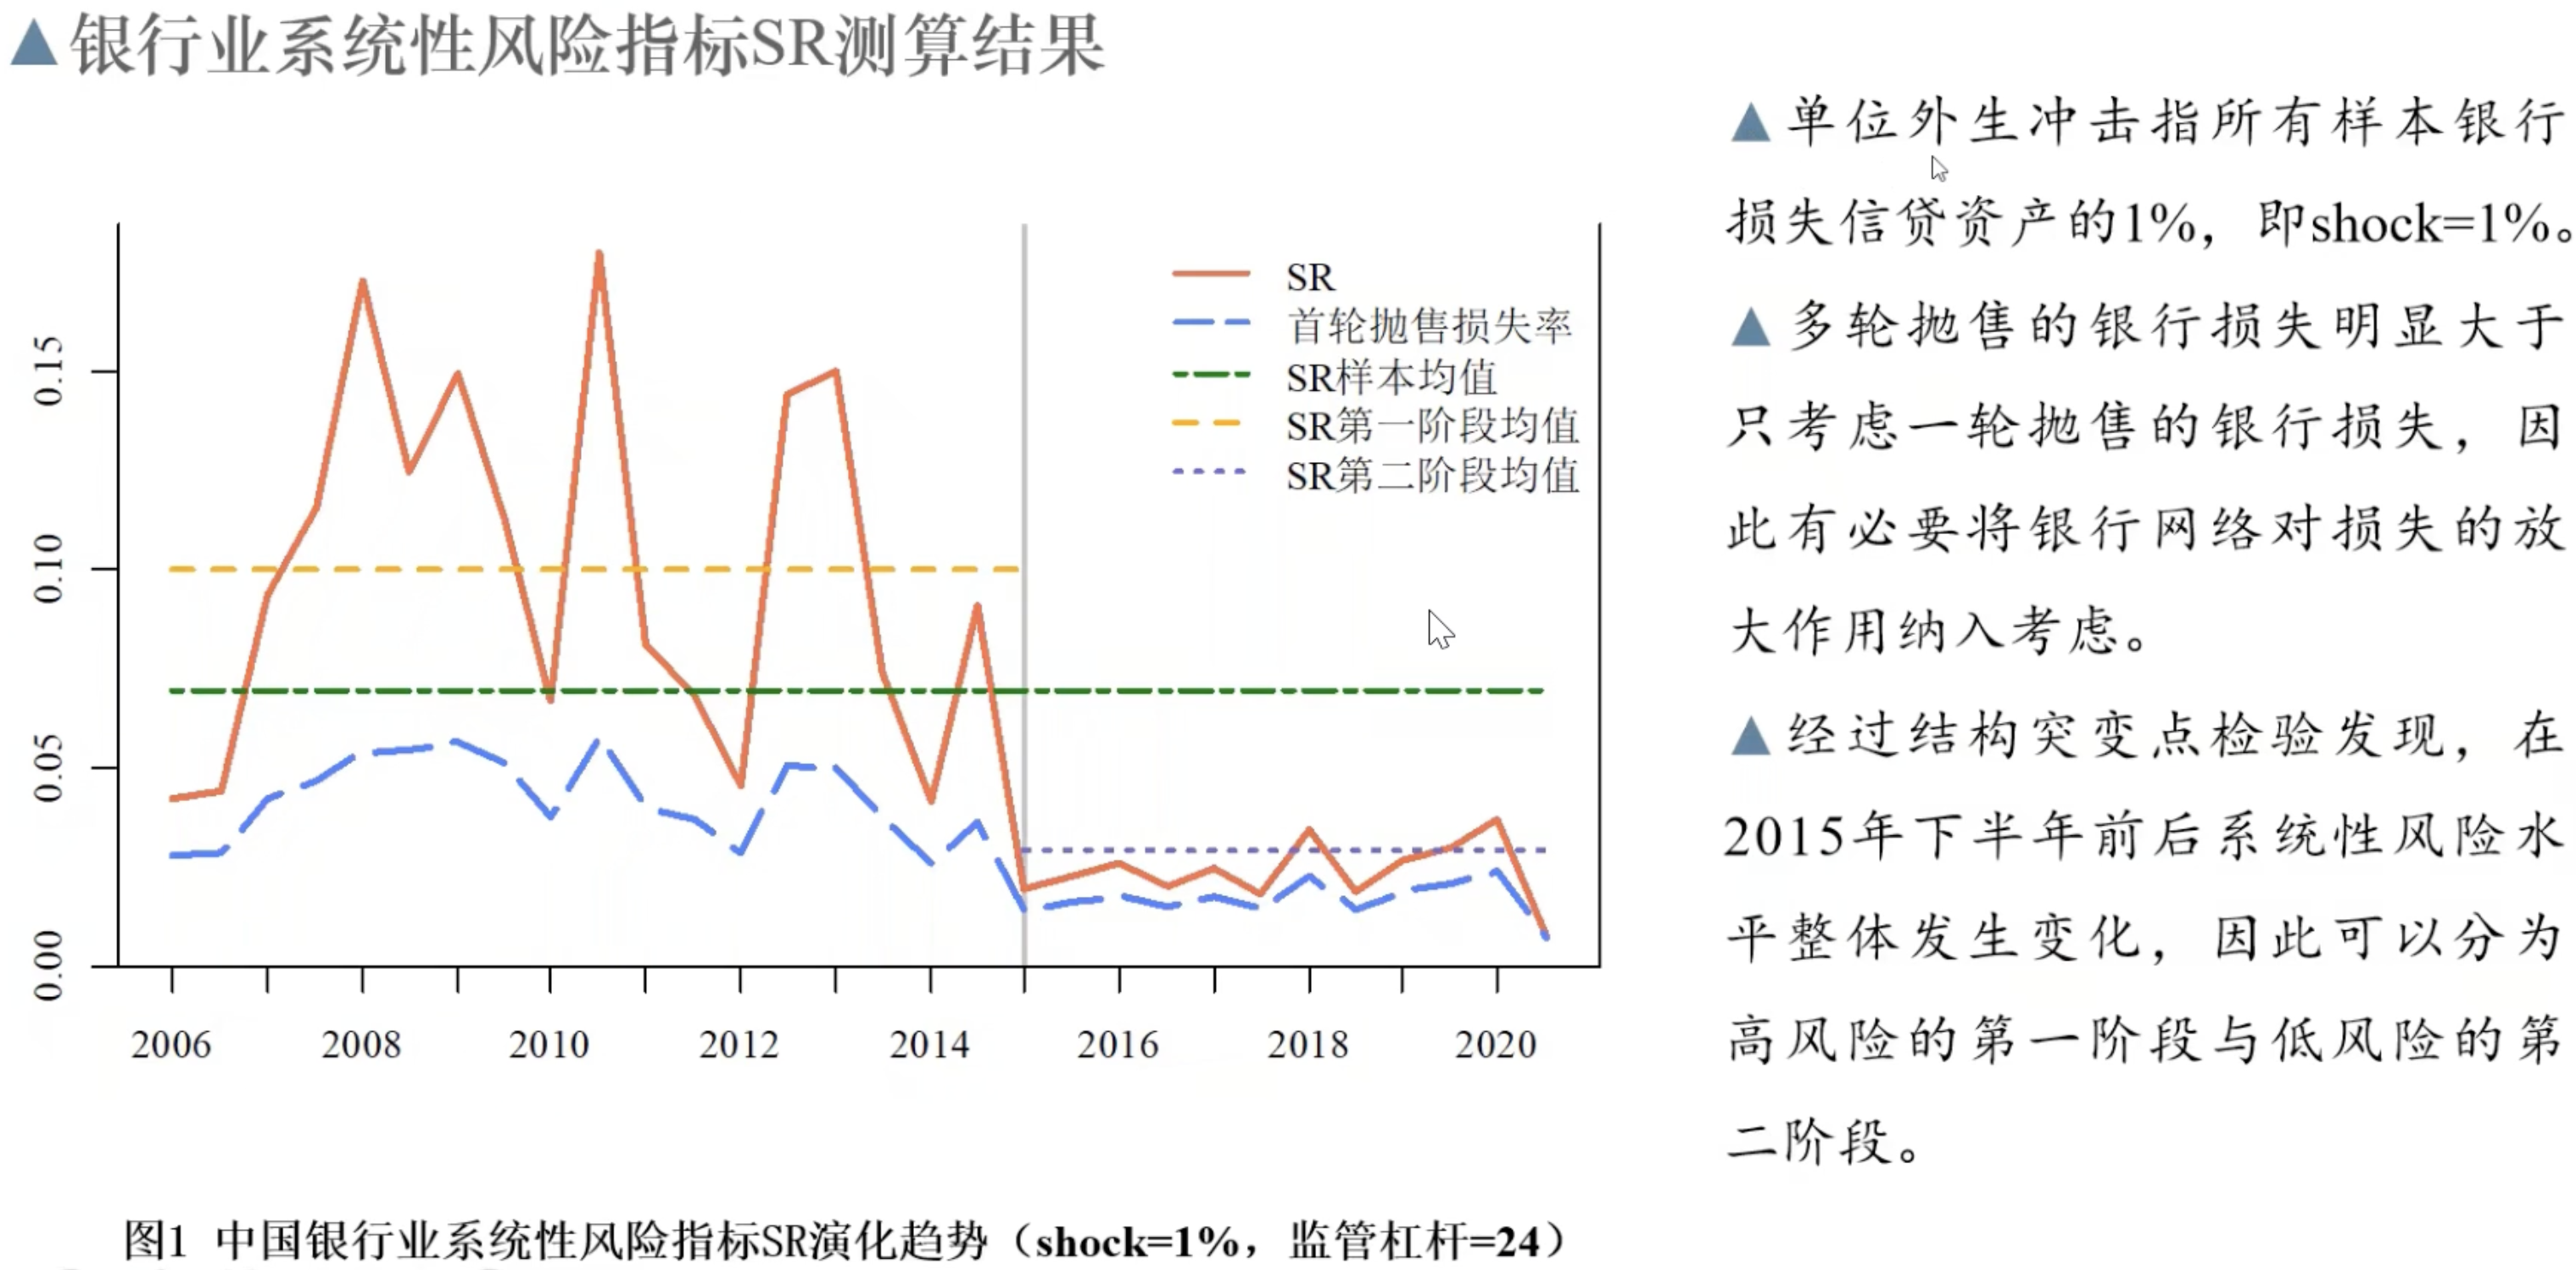 ▲银行业系统性风险指标SR测算结果
0.15
0.10
0.05
0.00
SR
首轮抛售损失率
SR样本均值
SR第一阶段均值
SR第二阶段均值
2006 2008 2010 2012 2014 2016 2018 2020
图1 中国银行业系统性风险指标SR演化趋势（shock=1%，监管杠杆=24）
▲单位外生冲击指所有样本银行
损失信贷资产的1%，即shock=1%。
▲多轮抛售的银行损失明显大于
只考虑一轮抛售的银行损失，因
此有必要将银行网络对损失的放
大作用纳入考虑。
▲经过结构突变点检验发现，在
2015年下半年前后系统性风险水
平整体发生变化，因此可以分为
高风险的第一阶段与低风险的第
二阶段。